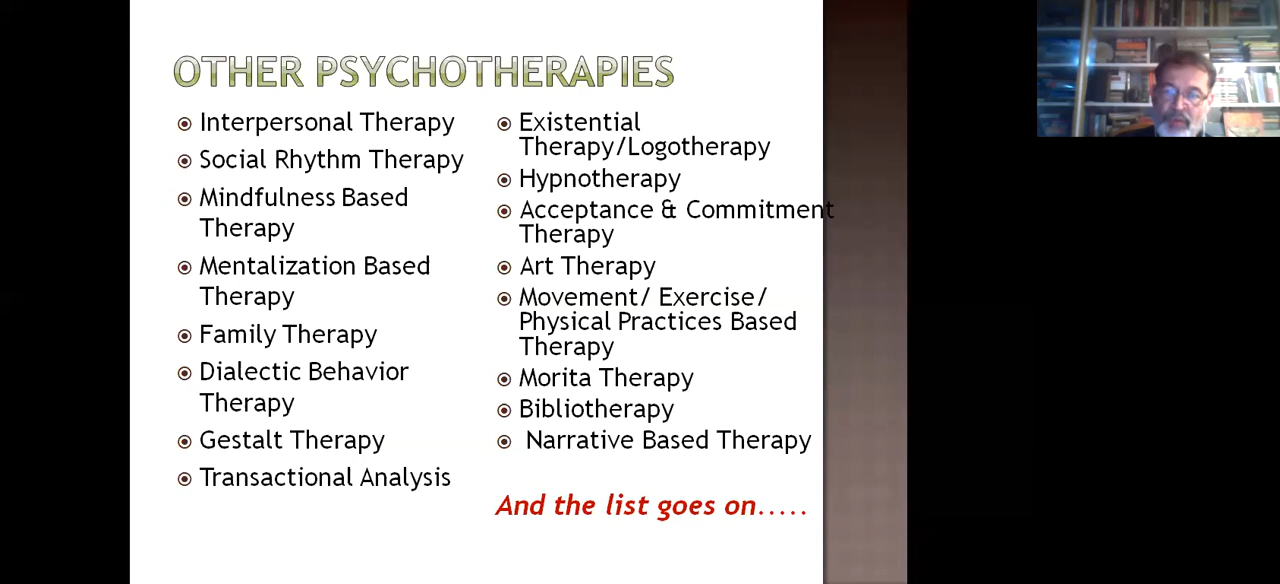 OTHER PSYCHOTHERAPIES
Interpersonal Therapy
Social Rhythm Therapy
Mindfulness Based
Therapy
Mentalization Based
Therapy
Family Therapy
Dialectic Behavior
Therapy
Gestalt Therapy
Transactional Analysis
Existential
Therapy/Logotherapy
Hypnotherapy
Acceptance & Commitment
Therapy
Art Therapy
Movement/ Exercise/
Physical Practices Based
Therapy
Morita Therapy
Bibliotherapy
Narrative Based Therapy
And the list goes on.....